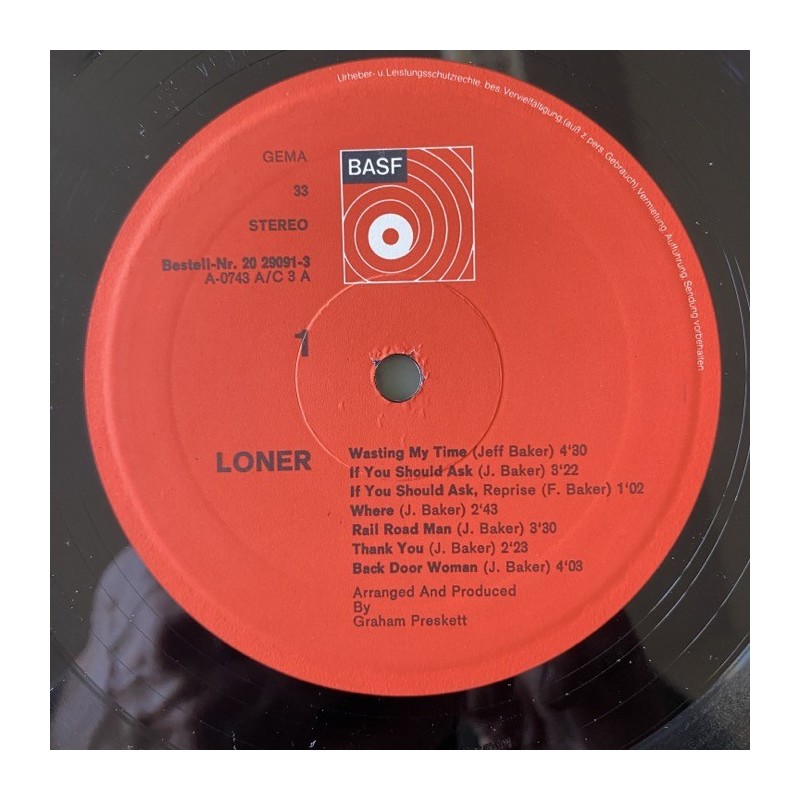 Urheber- u. Leistungsschutzrechte, bes. Vervielfältigung, (auß z. pers. Gebrauch), Vermietung, Aufführung, Sendung vorbehalten
GEMA
BASF
33
STEREO
Bestell-Nr. 20 29091-3
A-0743 A/C 3 A
1
LONER
Wasting My Time (Jeff Baker) 4'30
If You Should Ask (J. Baker) 3'22
If You Should Ask, Reprise (F. Baker) 1'02
Where (J. Baker) 2'43
Rail Road Man (J. Baker) 3'30
Thank You (J. Baker) 2'23
Back Door Woman (J. Baker) 4'03
Arranged And Produced
By
Graham Preskett